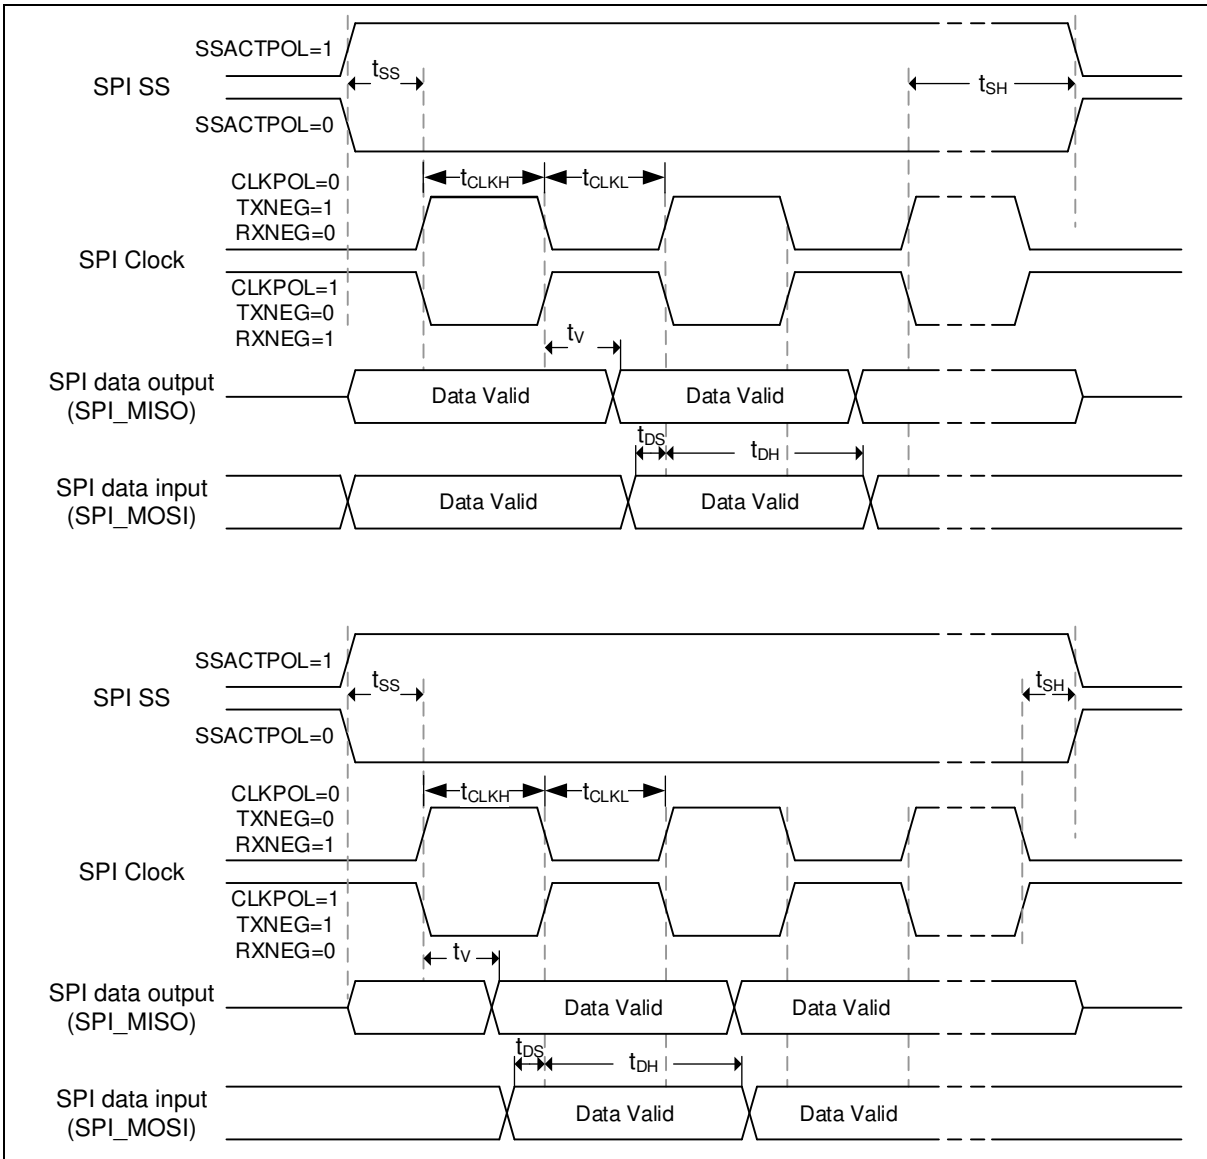 SSACTPOL=1
SPI SS
tSS
tSH
SSACTPOL=0
CLKPOL=0
TXNEG=1
RXNEG=0
tCLKH
tCLKL
SPI Clock
CLKPOL=1
TXNEG=0
RXNEG=1
tV
SPI data output
(SPI_MISO)
Data Valid
Data Valid
tDS
tDH
SPI data input
(SPI_MOSI)
Data Valid
Data Valid
SSACTPOL=1
SPI SS
tSS
tSH
SSACTPOL=0
CLKPOL=0
TXNEG=0
RXNEG=1
tCLKH
tCLKL
SPI Clock
CLKPOL=1
TXNEG=1
RXNEG=0
tV
SPI data output
(SPI_MISO)
Data Valid
Data Valid
tDS
tDH
SPI data input
(SPI_MOSI)
Data Valid
Data Valid